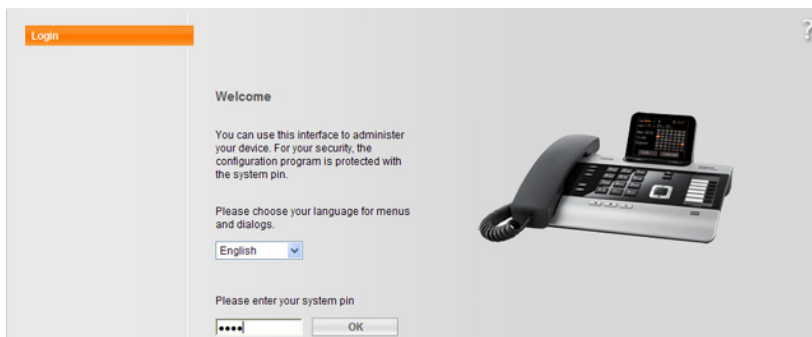 Login
?
Welcome
You can use this interface to administer
your device. For your security, the
configuration program is protected with
the system pin.
Please choose your language for menus
and dialogs.
English
Please enter your system pin
••••
OK